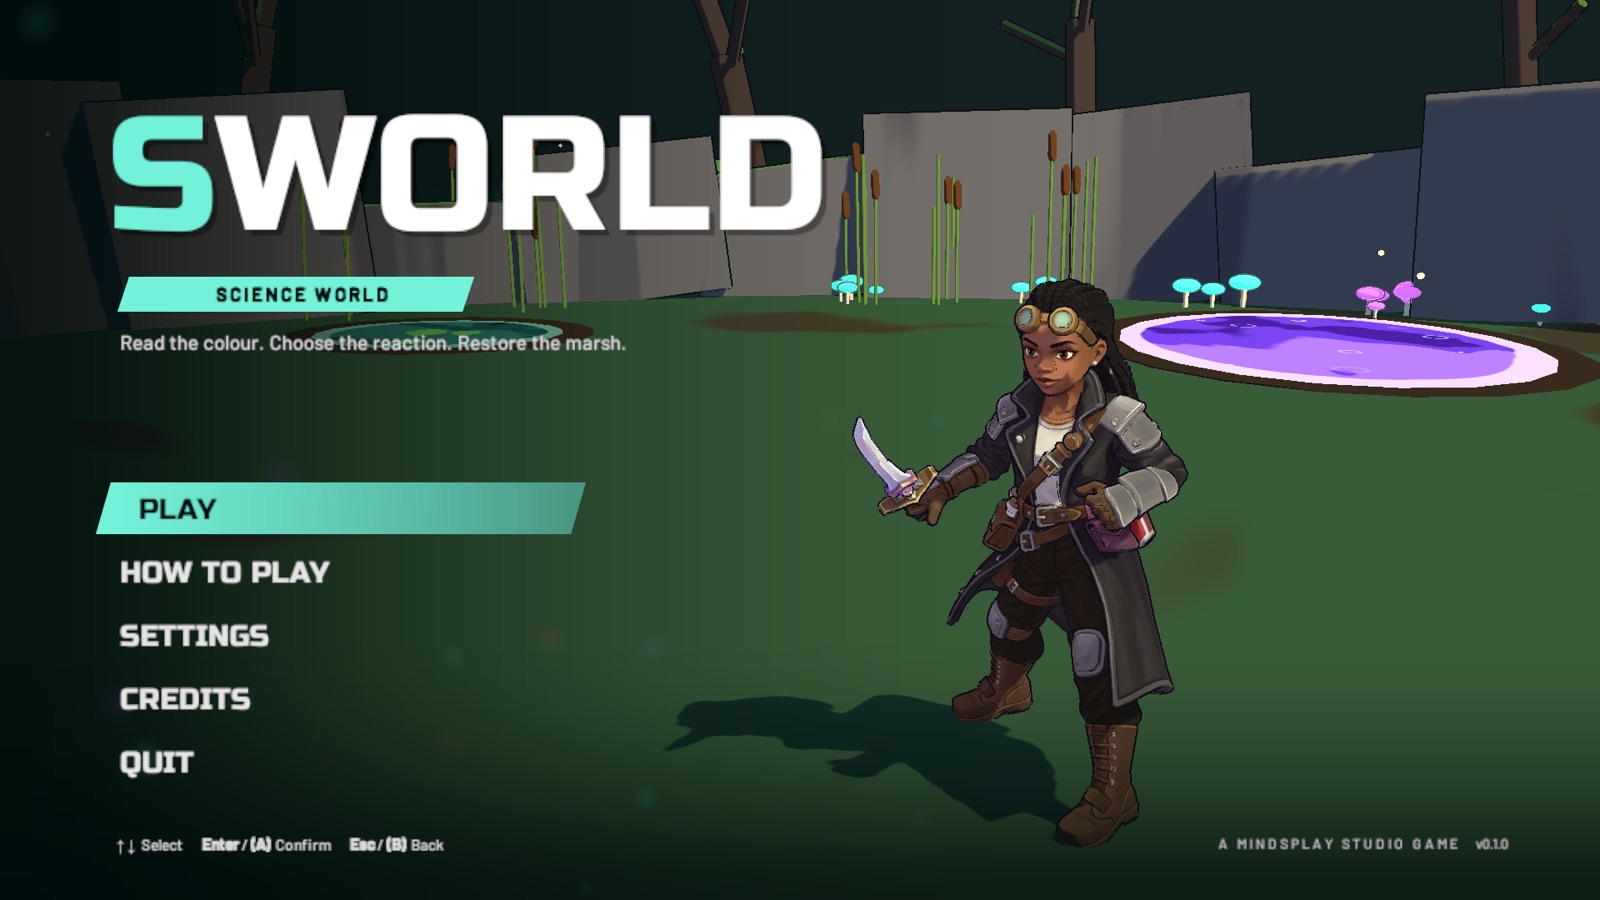 SWORLD
SCIENCE WORLD
Read the colour. Choose the reaction. Restore the marsh.
PLAY
HOW TO PLAY
SETTINGS
CREDITS
QUIT
↑↓ Select Enter/(A) Confirm Esc/(B) Back
A MINDSPLAY STUDIO GAME v0.1.0